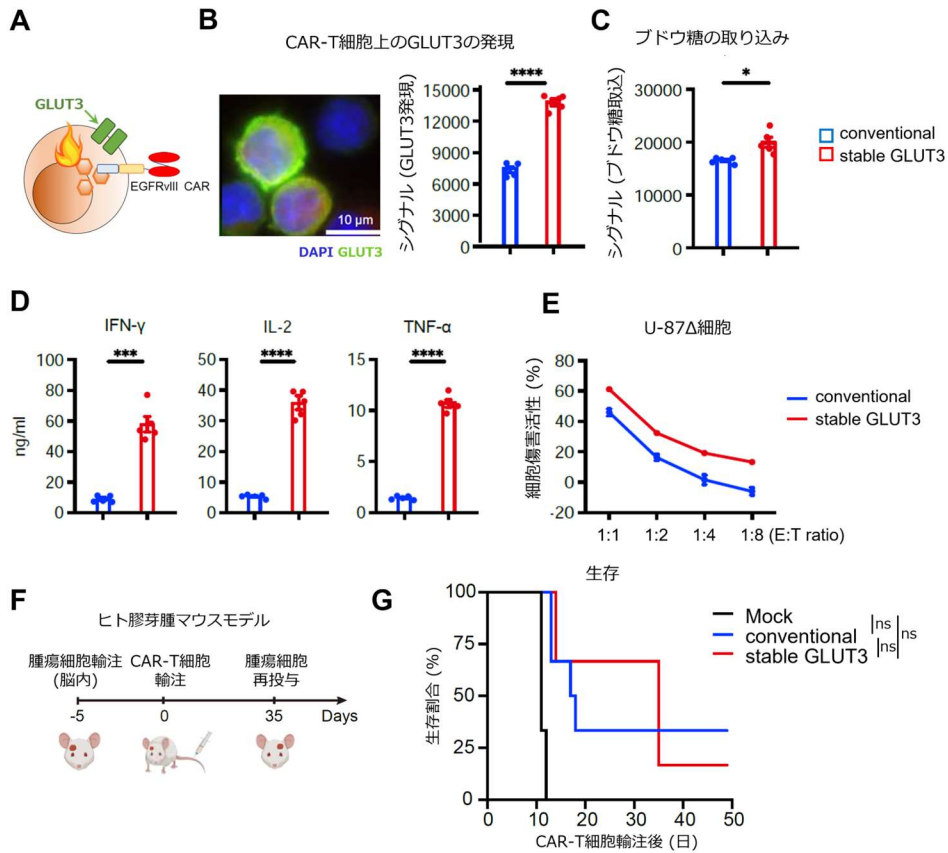 A
GLUT3
EGFRvIII CAR
B
CAR-T細胞上のGLUT3の発現
10 μm
DAPI GLUT3
シグナル (GLUT3発現)
15000
12000
9000
6000
3000
0
****
C
ブドウ糖の取り込み
シグナル (ブドウ糖取込)
30000
20000
10000
0
*
conventional
stable GLUT3
D
IFN-γ
ng/ml
100
80
60
40
20
0
***
IL-2
50
40
30
20
10
0
****
TNF-α
15
10
5
0
****
E
U-87Δ細胞
細胞傷害活性 (%)
80
60
40
20
0
-20
1:1 1:2 1:4 1:8 (E:T ratio)
conventional
stable GLUT3
F
ヒト膠芽腫マウスモデル
腫瘍細胞輸注
(脳内)
CAR-T細胞
輸注
腫瘍細胞
再投与
-5 0 35 Days
G
生存
生存割合 (%)
100
75
50
25
0
0 10 20 30 40 50
CAR-T細胞輸注後 (日)
Mock
conventional
stable GLUT3
ns
ns
ns